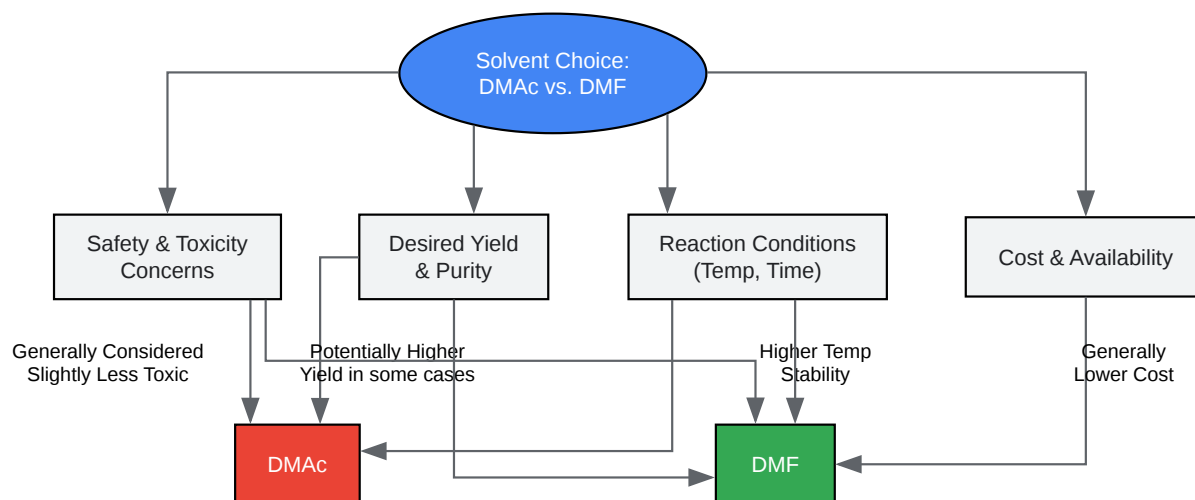 Solvent Choice:
DMAc vs. DMF
Safety & Toxicity
Concerns
Desired Yield
& Purity
Reaction Conditions
(Temp, Time)
Cost & Availability
Generally Considered
Slightly Less Toxic
Potentially Higher
Yield in some cases
Higher Temp
Stability
Generally
Lower Cost
DMAc
DMF